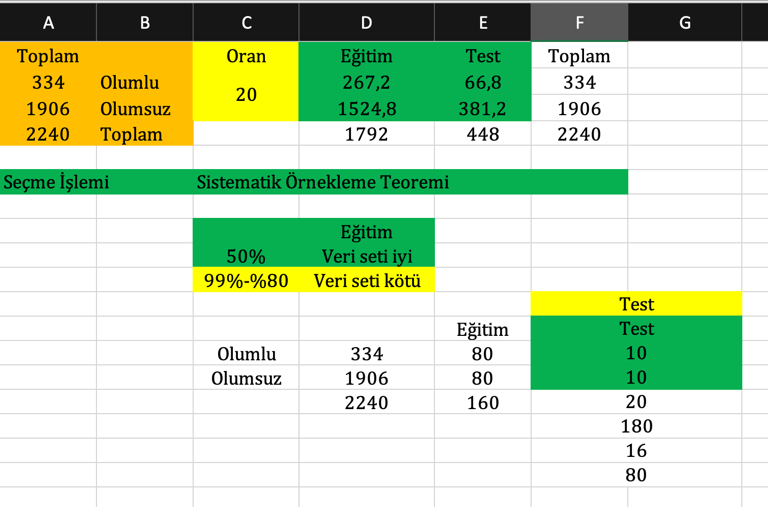 A B C D E F G
Toplam Oran Eğitim Test Toplam
334 Olumlu 20 267,2 66,8 334
1906 Olumsuz 1524,8 381,2 1906
2240 Toplam 1792 448 2240
Seçme İşlemi Sistematik Örnekleme Teoremi
Eğitim
50% Veri seti iyi
99%-%80 Veri seti kötü
Test
Eğitim Test
Olumlu 334 80 10
Olumsuz 1906 80 10
2240 160 20
180
16
80